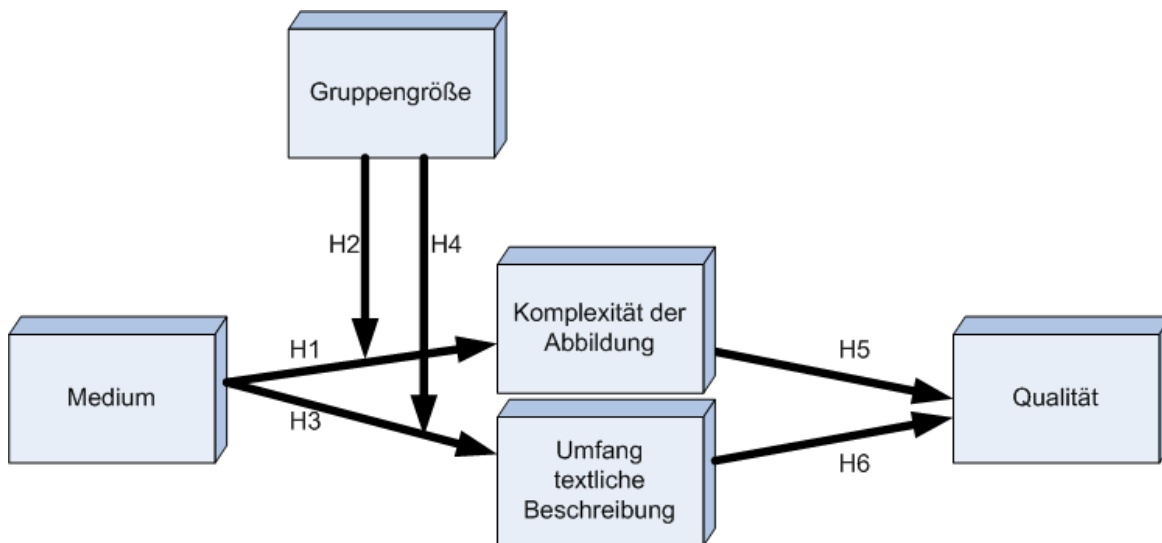 Gruppengröße
H2
H4
Komplexität der
Abbildung
H1
H5
Medium
Qualität
H3
Umfang
textliche
Beschreibung
H6